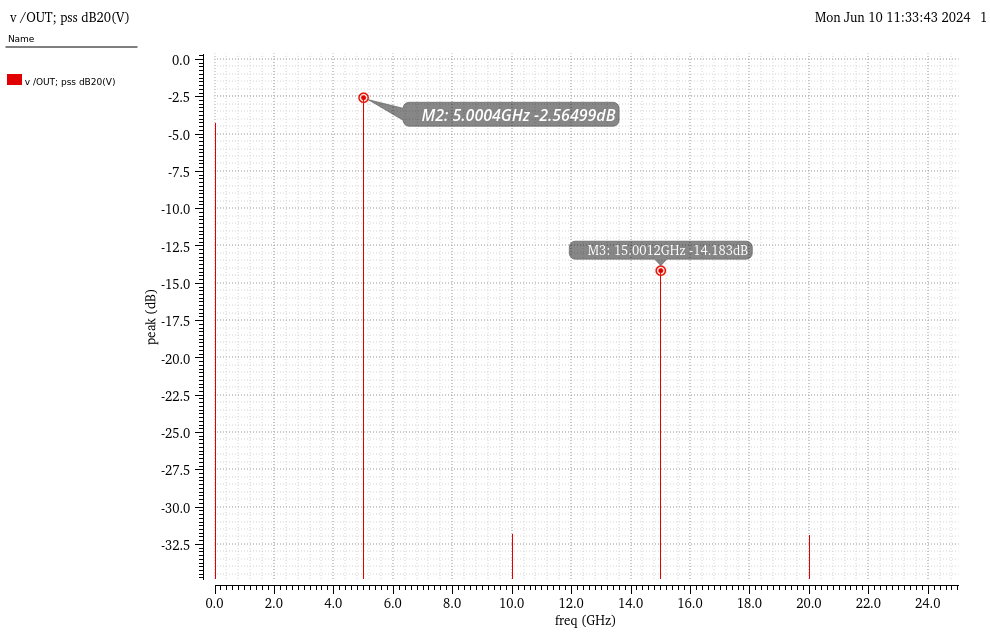 v /OUT; pss dB20(V)
Mon Jun 10 11:33:43 2024 1
Name
v /OUT; pss dB20(V)
0.0
-2.5
-5.0
-7.5
-10.0
-12.5
-15.0
-17.5
-20.0
-22.5
-25.0
-27.5
-30.0
-32.5
peak (dB)
M2: 5.0004GHz -2.56499dB
M3: 15.0012GHz -14.183dB
0.0 2.0 4.0 6.0 8.0 10.0 12.0 14.0 16.0 18.0 20.0 22.0 24.0
freq (GHz)